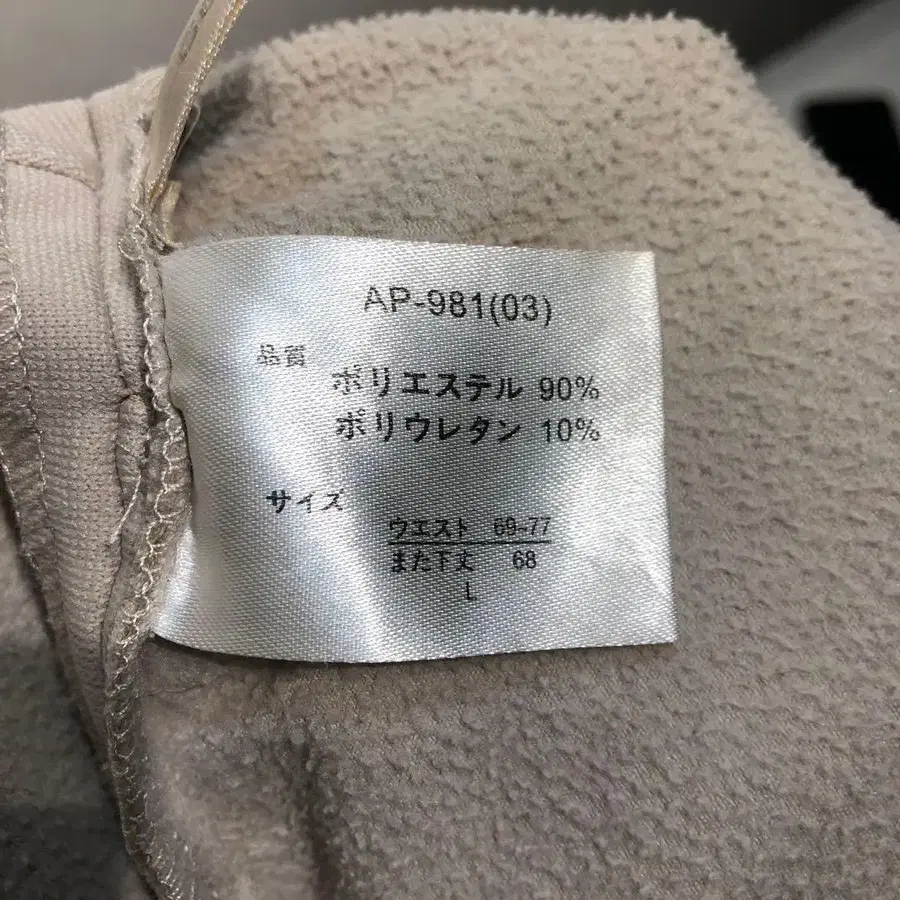 AP-981(03)
品質
ポリエステル 90%
ポリウレタン 10%
サイズ
ウエスト 69-77
また下丈 68
L